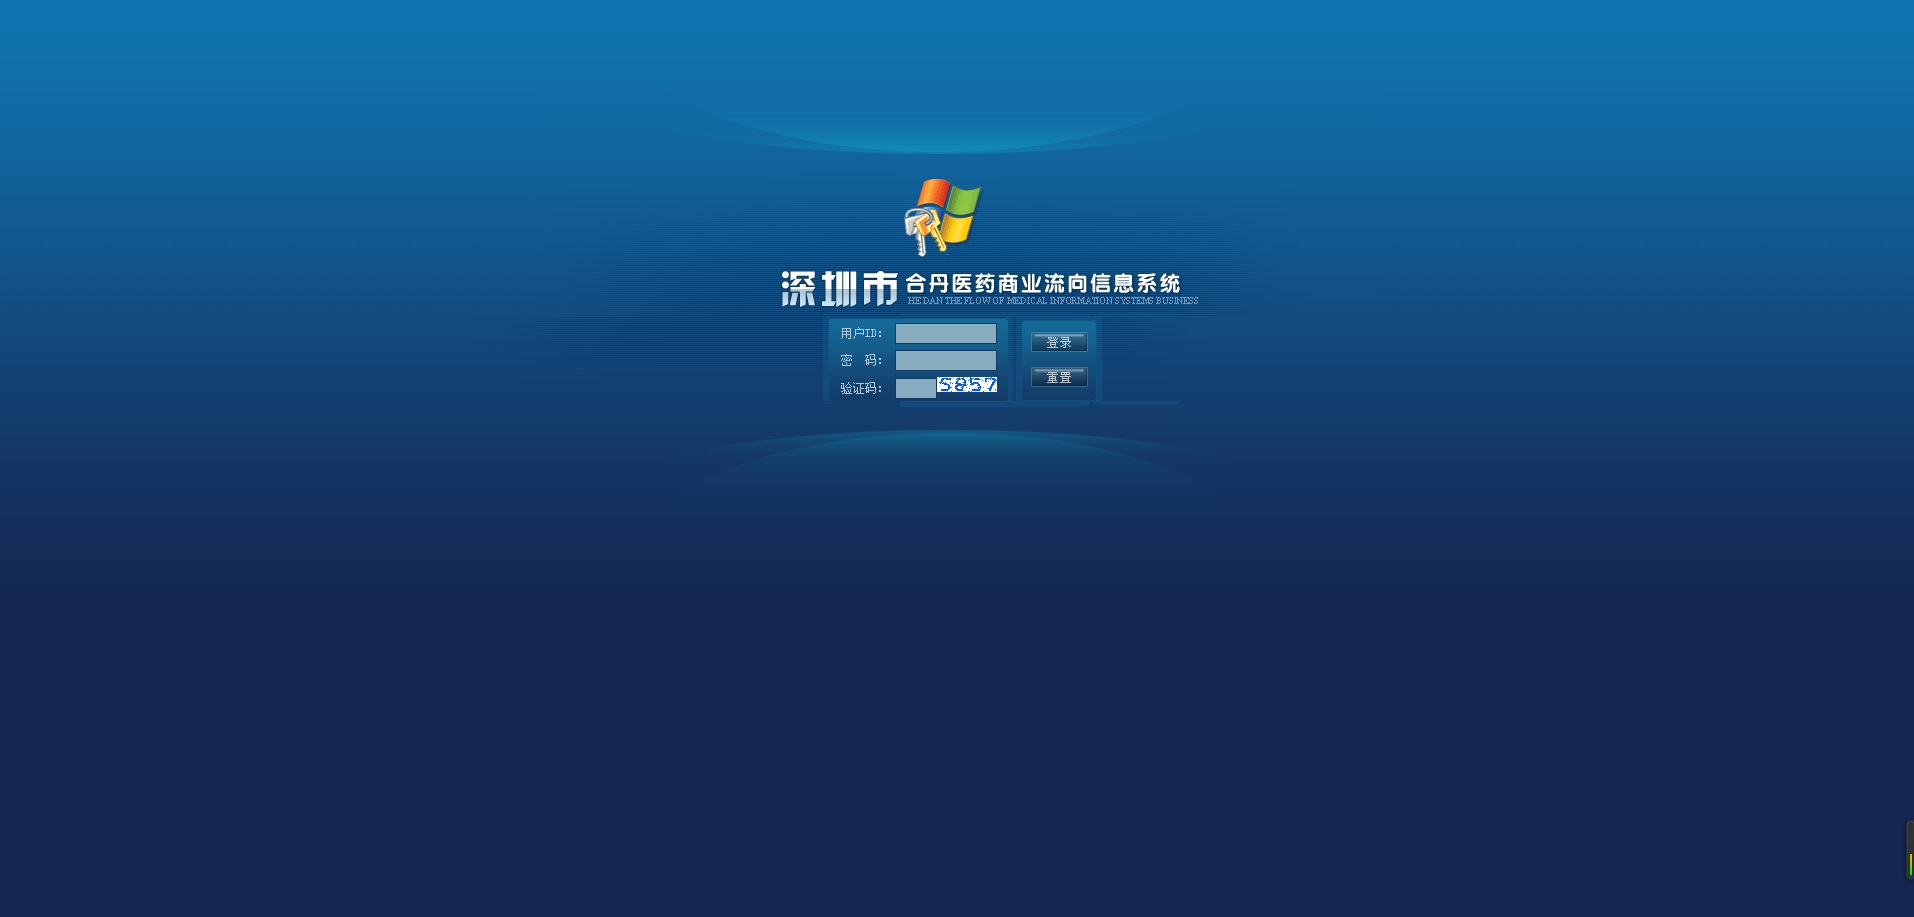 深圳市 合丹医药商业流向信息系统
HE DAN THE FLOW OF MEDICAL INFORMATION SYSTEMS BUSINESS
用户ID:
登录
密 码:
重置
验证码: 5857